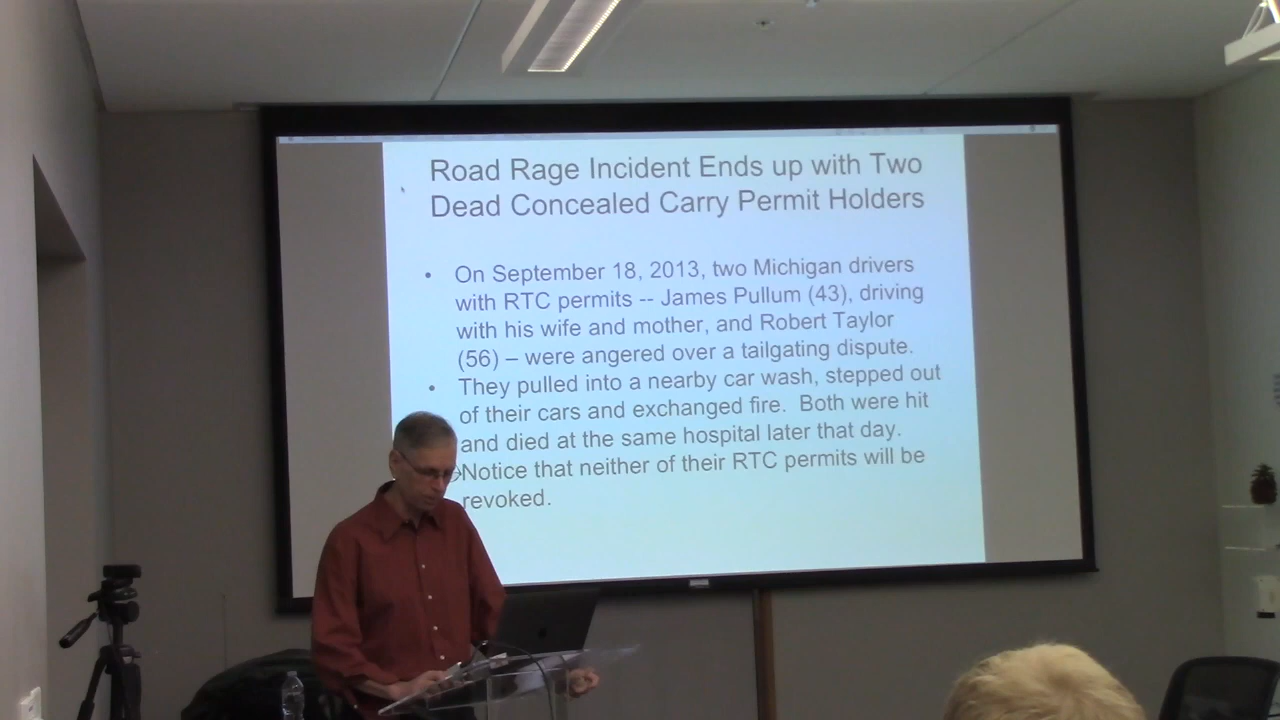 Road Rage Incident Ends up with Two
Dead Concealed Carry Permit Holders
• On September 18, 2013, two Michigan drivers
with RTC permits -- James Pullum (43), driving
with his wife and mother, and Robert Taylor
(56) – were angered over a tailgating dispute.
• They pulled into a nearby car wash, stepped out
of their cars and exchanged fire. Both were hit
and died at the same hospital later that day.
Notice that neither of their RTC permits will be
revoked.